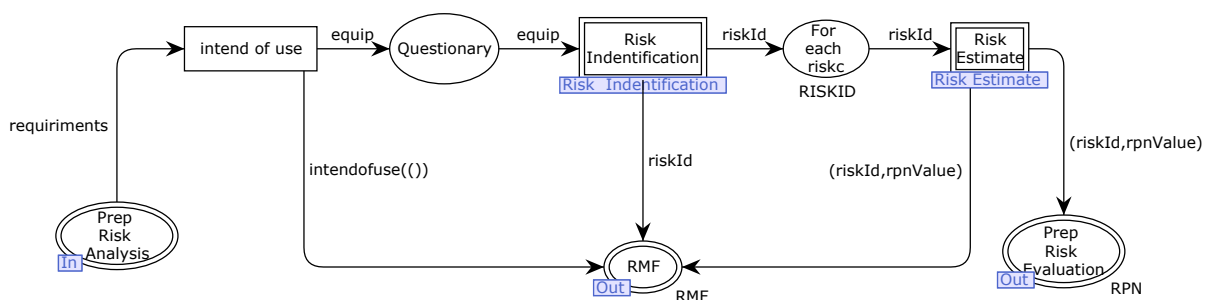 intend of use
equip
Questionary
equip
Risk
Indentification
Risk Indentification
riskId
For
each
riskc
RISKID
riskId
Risk
Estimate
Risk Estimate
requiriments
intendofuse(())
riskId
(riskId,rpnValue)
(riskId,rpnValue)
Prep
Risk
Analysis
In
RMF
Out
RMF
Prep
Risk
Evaluation
Out
RPN